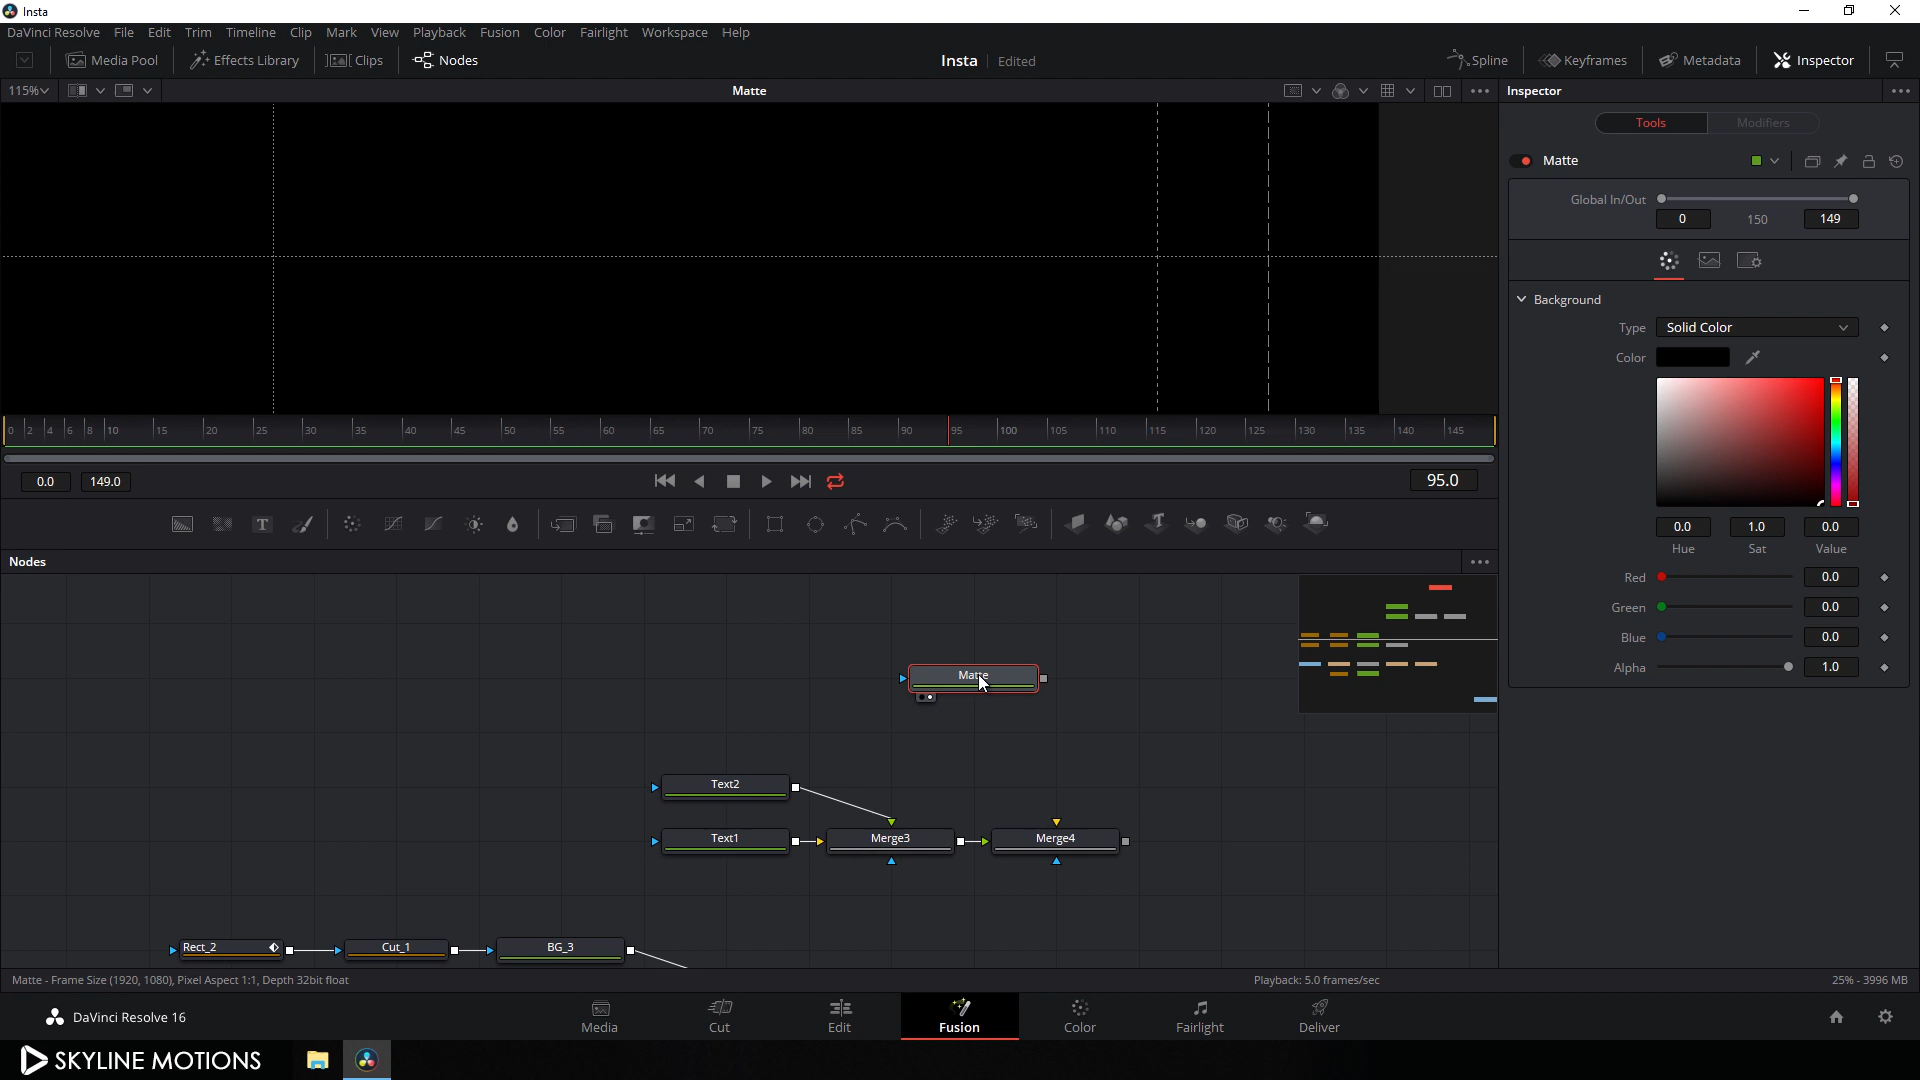 Insta
DaVinci Resolve File Edit Trim Timeline Clip Mark View Playback Fusion Color Fairlight Workspace Help
Media Pool Effects Library Clips Nodes Insta Edited Spline Keyframes Metadata Inspector
115% Matte Inspector
Tools Modifiers
Matte
Global In/Out
0 150 149
Background
Type Solid Color
Color
0 2 4 6 8 10 15 20 25 30 35 40 45 50 55 60 65 70 75 80 85 90 95 100 105 110 115 120 125 130 135 140 145
0.0 149.0 95.0
0.0 1.0 0.0
Hue Sat Value
Nodes
Red 0.0
Green 0.0
Blue 0.0
Alpha 1.0
Matte
Text2
Text1 Merge3 Merge4
Rect_2 Cut_1 BG_3
Matte - Frame Size (1920, 1080), Pixel Aspect 1:1, Depth 32bit float Playback: 5.0 frames/sec 25% - 3996 MB
DaVinci Resolve 16 Media Cut Edit Fusion Color Fairlight Deliver
SKYLINE MOTIONS